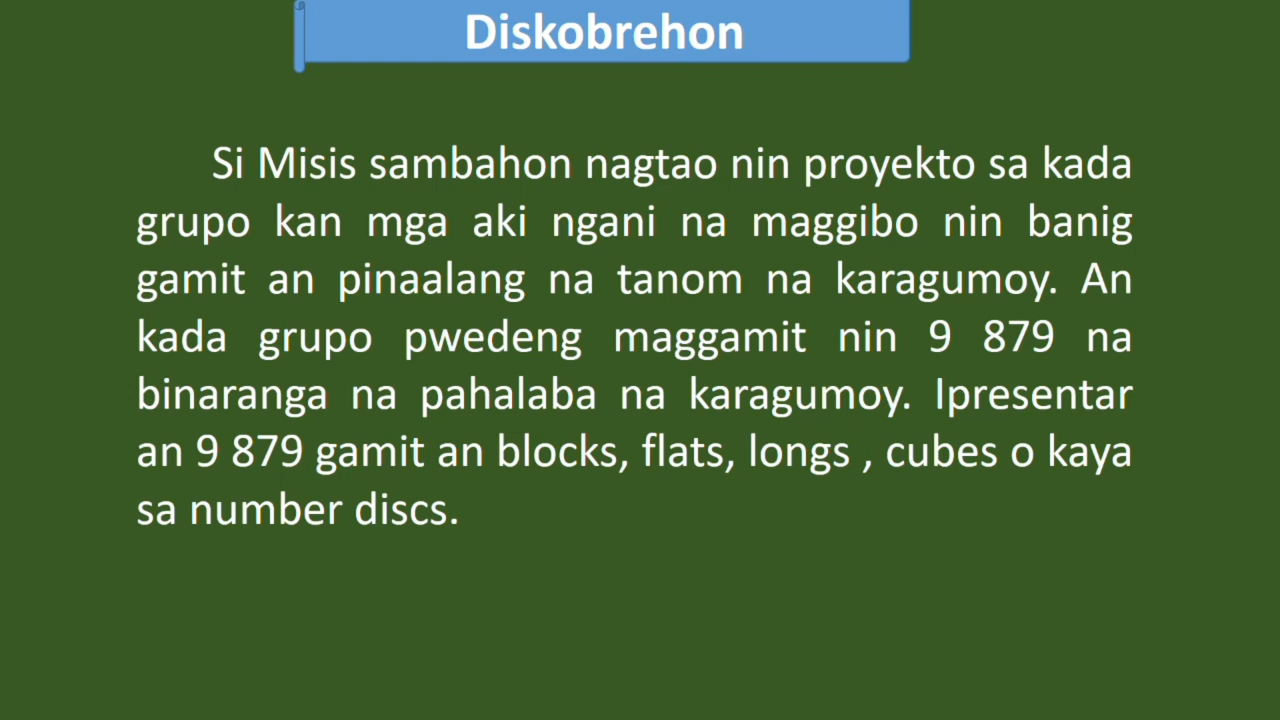 Diskobrehon
Si Misis sambahon nagtao nin proyekto sa kada
grupo kan mga aki ngani na maggibo nin banig
gamit an pinaalang na tanom na karagumoy. An
kada grupo pwedeng maggamit nin 9 879 na
binaranga na pahalaba na karagumoy. Ipresentar
an 9 879 gamit an blocks, flats, longs , cubes o kaya
sa number discs.